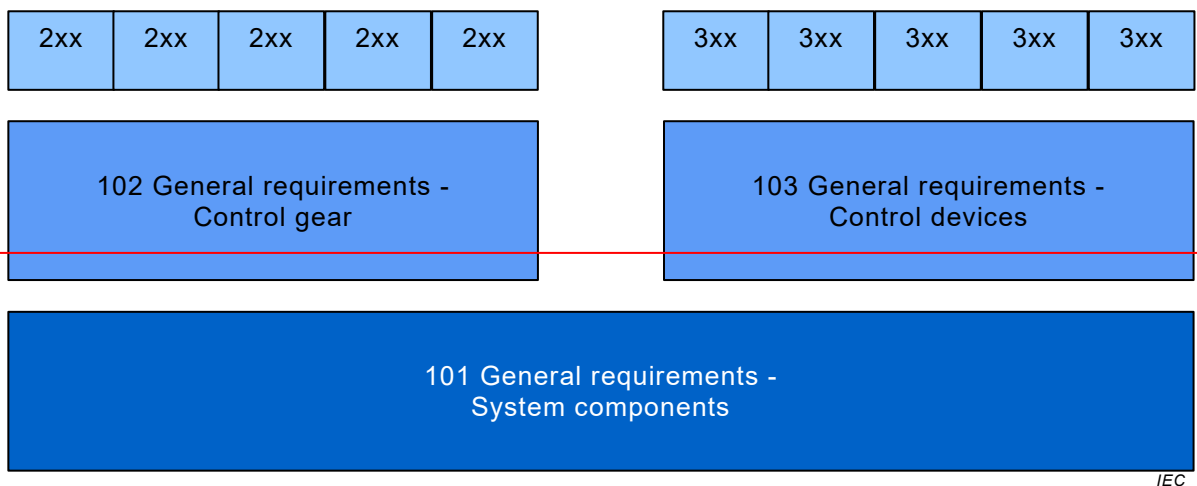 2xx 2xx 2xx 2xx 2xx 3xx 3xx 3xx 3xx 3xx
102 General requirements -
Control gear
103 General requirements -
Control devices
101 General requirements -
System components
IEC